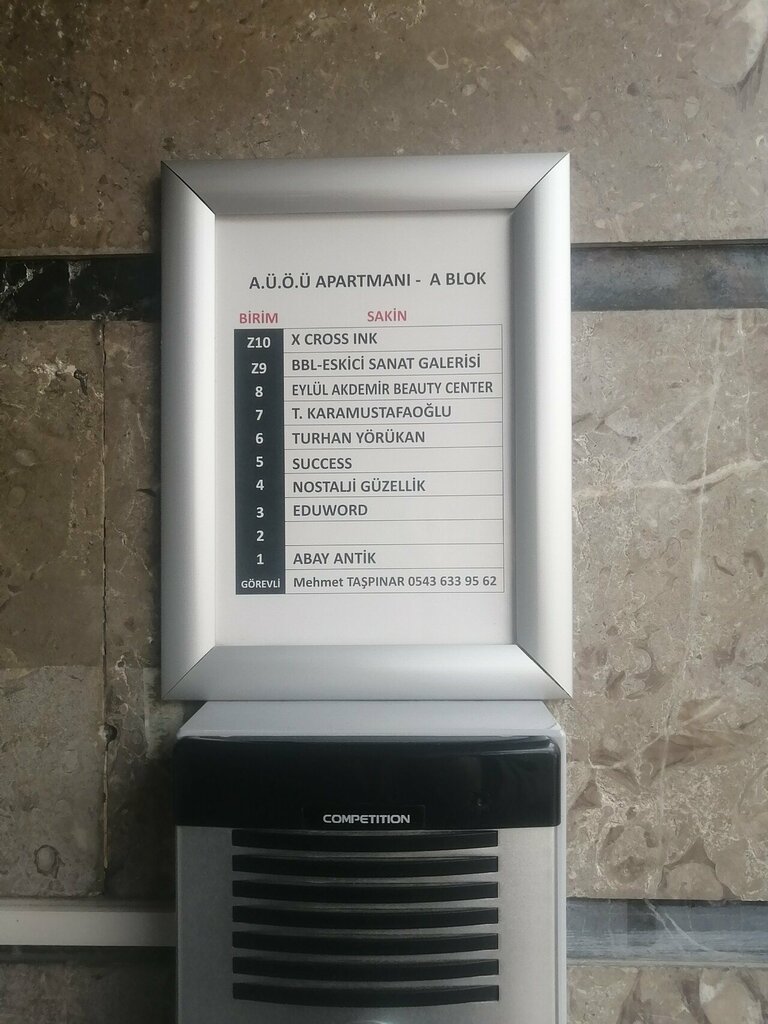 A.Ü.Ö.Ü APARTMANI - A BLOK
BİRİM SAKİN
Z10 X CROSS INK
Z9 BBL-ESKİCİ SANAT GALERİSİ
8 EYLÜL AKDEMİR BEAUTY CENTER
7 T. KARAMUSTAFAOĞLU
6 TURHAN YÖRÜKAN
5 SUCCESS
4 NOSTALJİ GÜZELLİK
3 EDUWORD
2
1 ABAY ANTİK
GÖREVLİ Mehmet TAŞPINAR 0543 633 95 62
COMPETITION